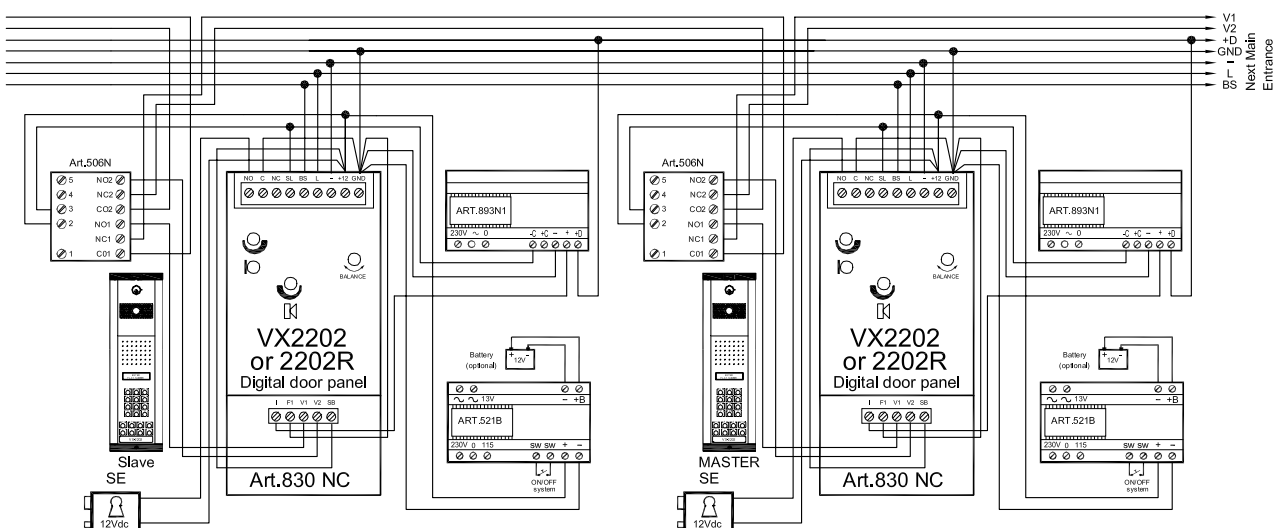 V1
V2
+D
GND
–
L
BS
Next Main
Entrance
Art.506N
5 NO2
4 NC2
3 CO2
2 NO1
NC1
1 C01
NO C NC SL BS L – +12 GND
BALANCE
VX2202
or 2202R
Digital door panel
I F1 V1 V2 SB
Art.830 NC
ART.893N1
230V ~ 0 -C +C – + +D
Battery
(optional)
+ 12V -
~ ~ 13V – +B
ART.521B
230V 0 115 SW SW + –
ON/OFF
system
Slave
SE
12Vdc
Art.506N
5 NO2
4 NC2
3 CO2
2 NO1
NC1
1 C01
NO C NC SL BS L – +12 GND
BALANCE
VX2202
or 2202R
Digital door panel
I F1 V1 V2 SB
Art.830 NC
ART.893N1
230V ~ 0 -C +C – + +D
Battery
(optional)
+ 12V -
~ ~ 13V – +B
ART.521B
230V 0 115 SW SW + –
ON/OFF
system
MASTER
SE
12Vdc